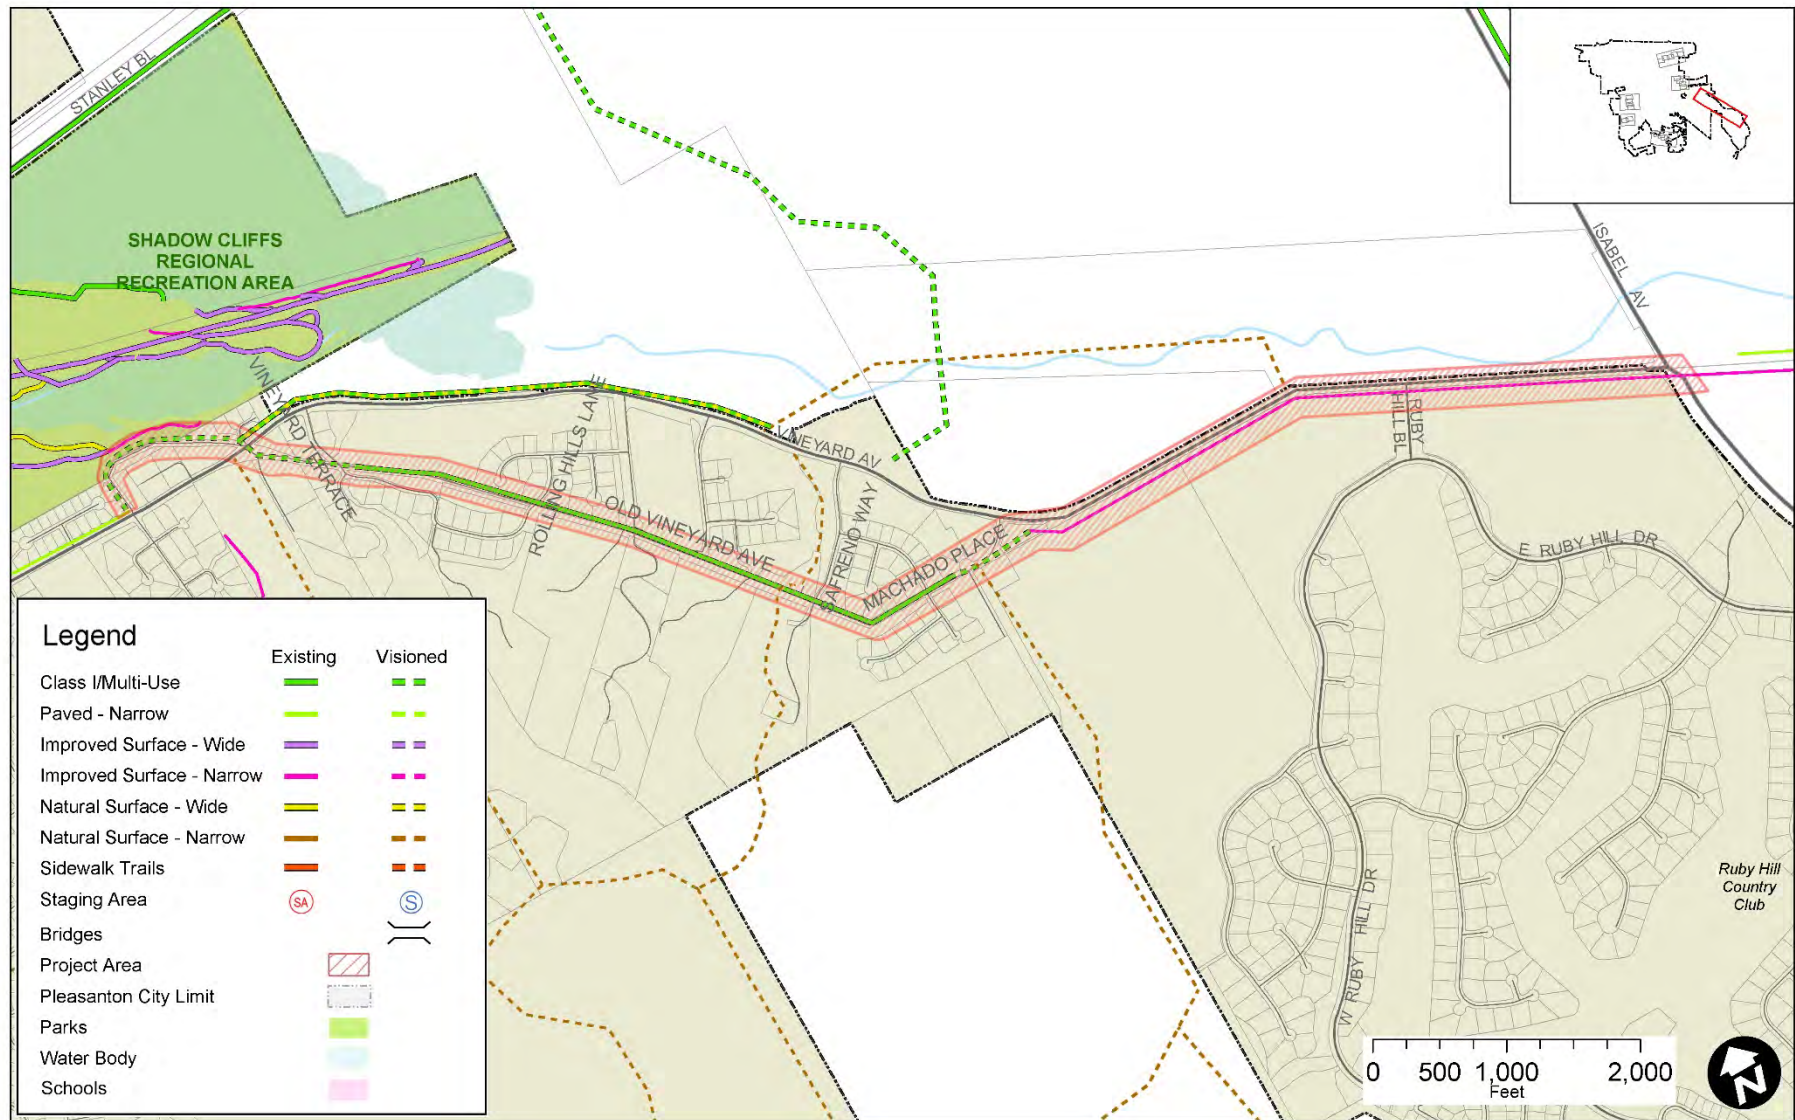 STANLEY BL
SHADOW CLIFFS
REGIONAL
RECREATION AREA
ISABEL AV
VINEYARD TERRACE
ROLLING HILLS LANE
VINEYARD AV
OLD VINEYARD AVE
SAFRENO WAY
MACHADO PLACE
RUBY
HILL BL
E RUBY HILL DR
W RUBY HILL DR
Ruby Hill
Country
Club
Legend
Existing Visioned
Class I/Multi-Use
Paved - Narrow
Improved Surface - Wide
Improved Surface - Narrow
Natural Surface - Wide
Natural Surface - Narrow
Sidewalk Trails
Staging Area SA S
Bridges
Project Area
Pleasanton City Limit
Parks
Water Body
Schools
0 500 1,000 2,000
Feet
N